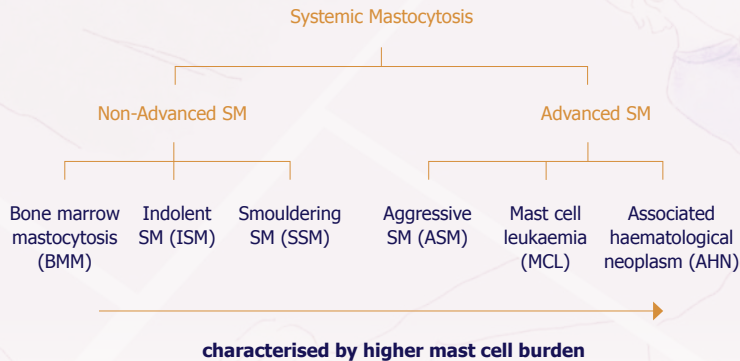 Systemic Mastocytosis
Non-Advanced SM
Advanced SM
Bone marrow
mastocytosis
(BMM)
Indolent
SM (ISM)
Smouldering
SM (SSM)
Aggressive
SM (ASM)
Mast cell
leukaemia
(MCL)
Associated
haematological
neoplasm (AHN)
characterised by higher mast cell burden